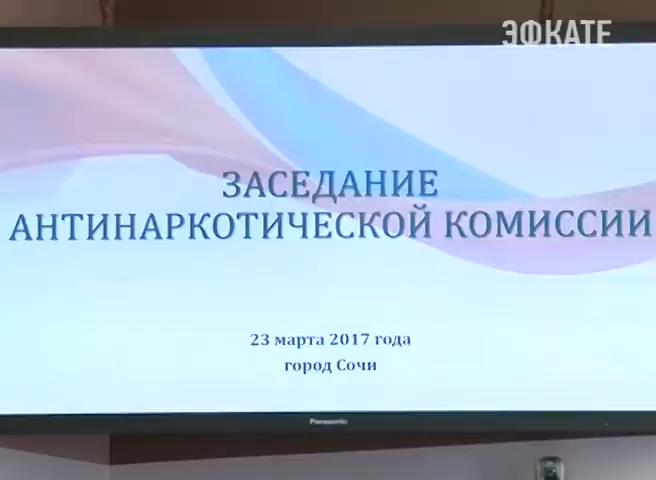 ЭФКАТЕ
ЗАСЕДАНИЕ
АНТИНАРКОТИЧЕСКОЙ КОМИССИИ
23 марта 2017 года
город Сочи
Panasonic